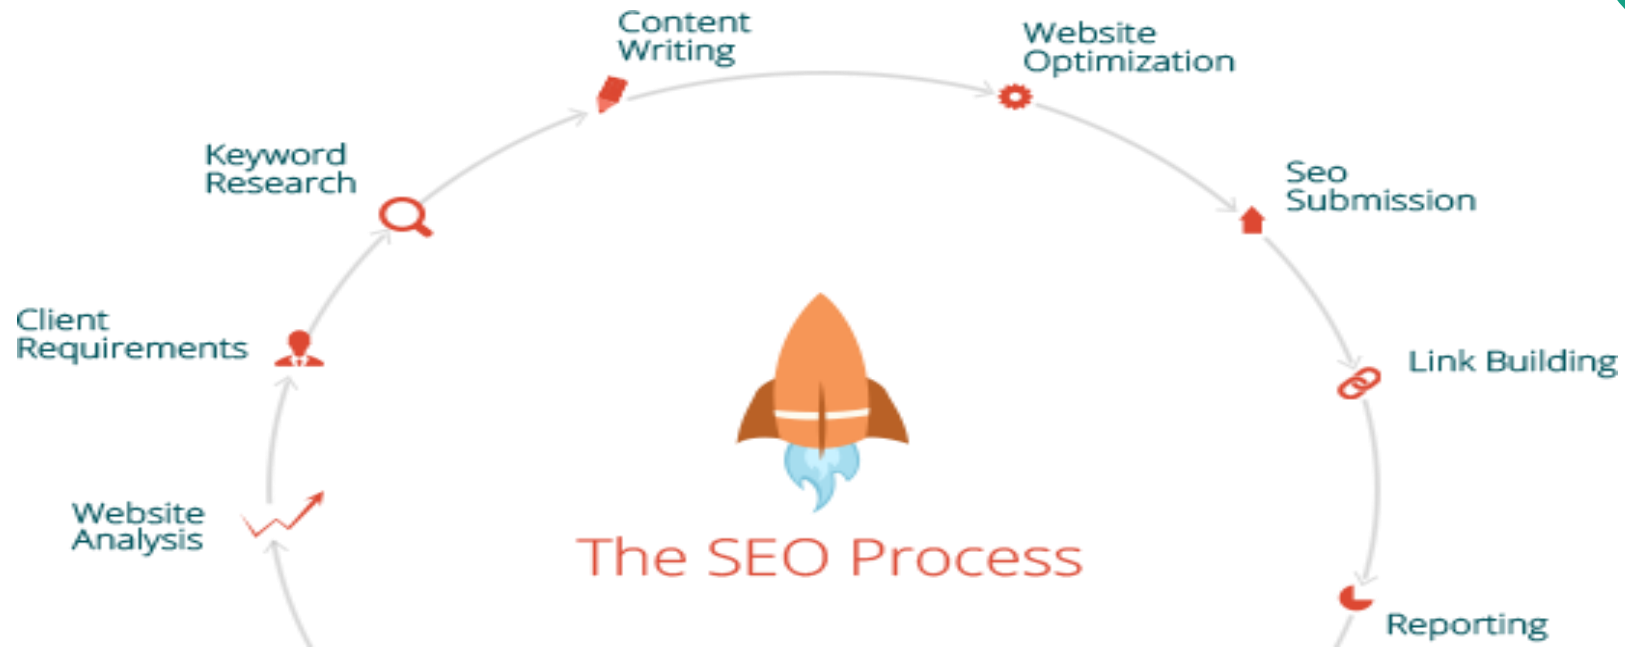 Content
Writing
Website
Optimization
Keyword
Research
Seo
Submission
Client
Requirements
Link Building
Website
Analysis
The SEO Process
Reporting